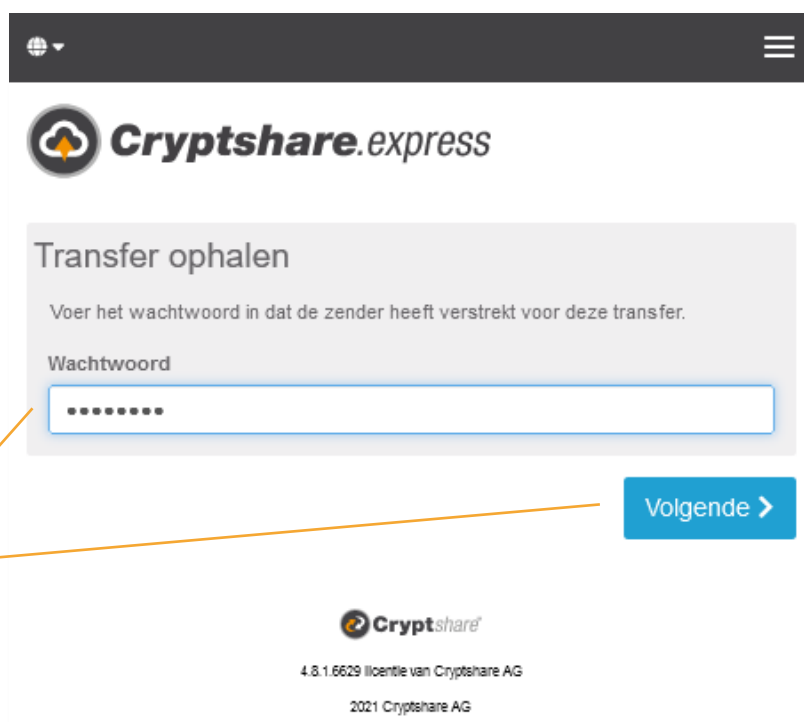 Cryptshare.express
Transfer ophalen
Voer het wachtwoord in dat de zender heeft verstrekt voor deze transfer.
Wachtwoord
••••••••
Volgende
Cryptshare
4.8.1.6629 licentie van Cryptshare AG
2021 Cryptshare AG